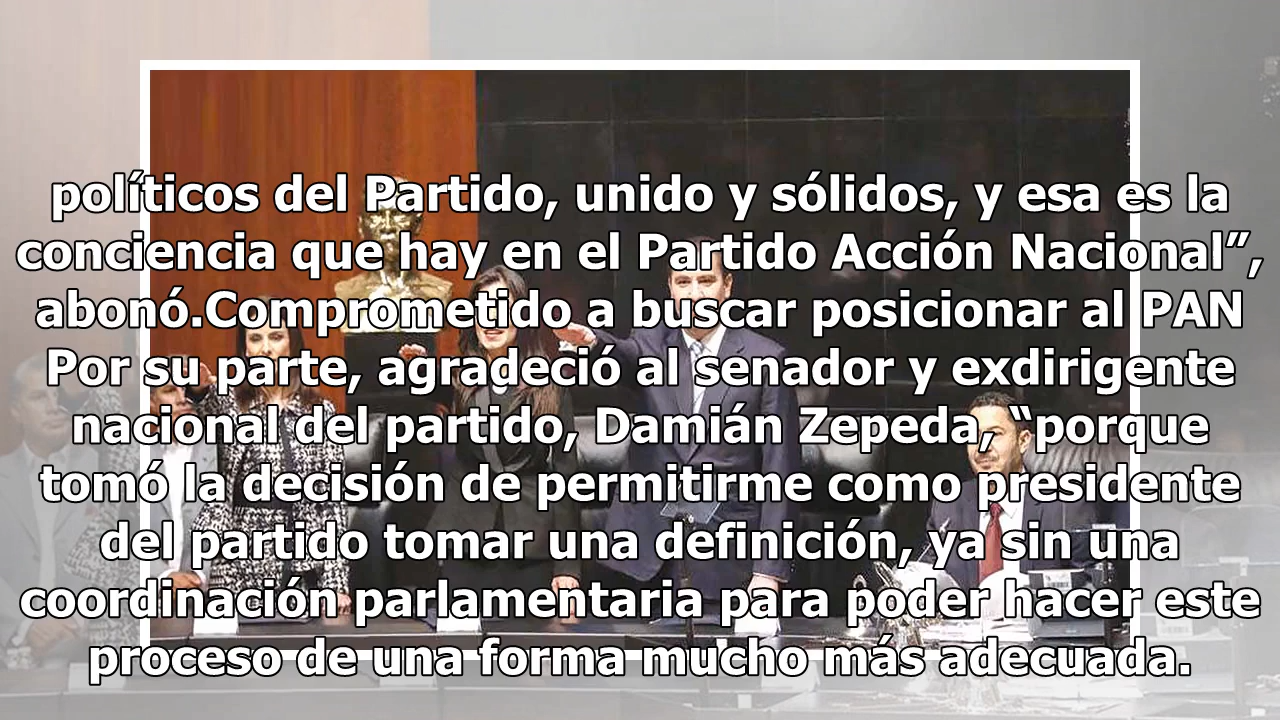 políticos del Partido, unido y sólidos, y esa es la
conciencia que hay en el Partido Acción Nacional”,
abonó.Comprometido a buscar posicionar al PAN
Por su parte, agradeció al senador y exdirigente
nacional del partido, Damián Zepeda, “porque
tomó la decisión de permitirme como presidente
del partido tomar una definición, ya sin una
coordinación parlamentaria para poder hacer este
proceso de una forma mucho más adecuada.